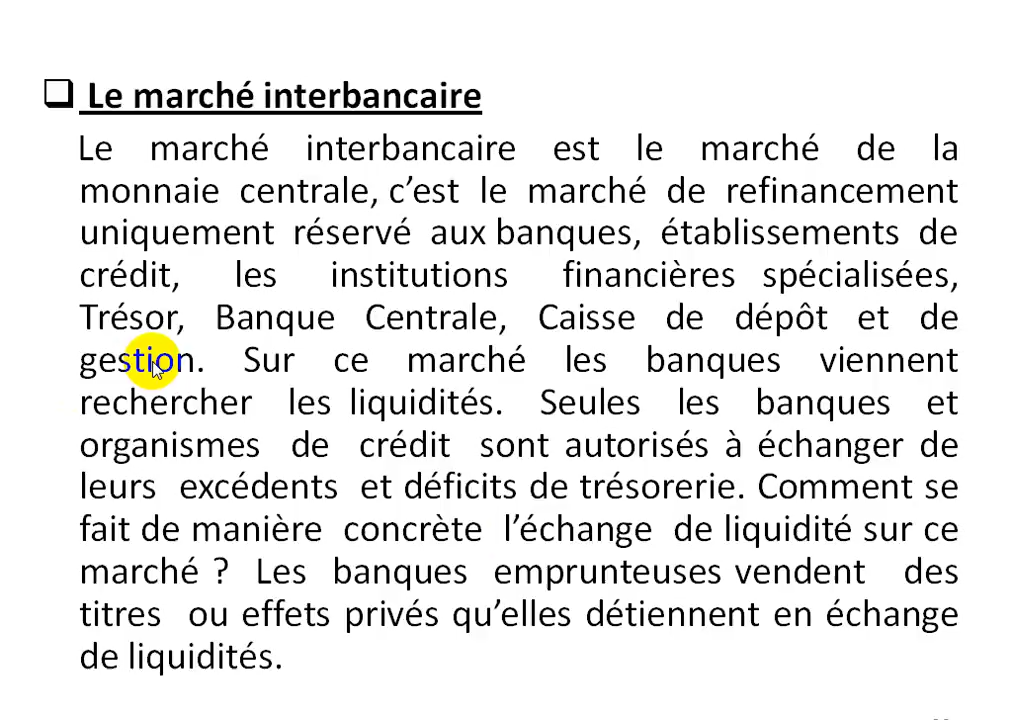 Le marché interbancaire
Le marché interbancaire est le marché de la
monnaie centrale, c’est le marché de refinancement
uniquement réservé aux banques, établissements de
crédit, les institutions financières spécialisées,
Trésor, Banque Centrale, Caisse de dépôt et de
gestion. Sur ce marché les banques viennent
rechercher les liquidités. Seules les banques et
organismes de crédit sont autorisés à échanger de
leurs excédents et déficits de trésorerie. Comment se
fait de manière concrète l’échange de liquidité sur ce
marché ? Les banques emprunteuses vendent des
titres ou effets privés qu’elles détiennent en échange
de liquidités.